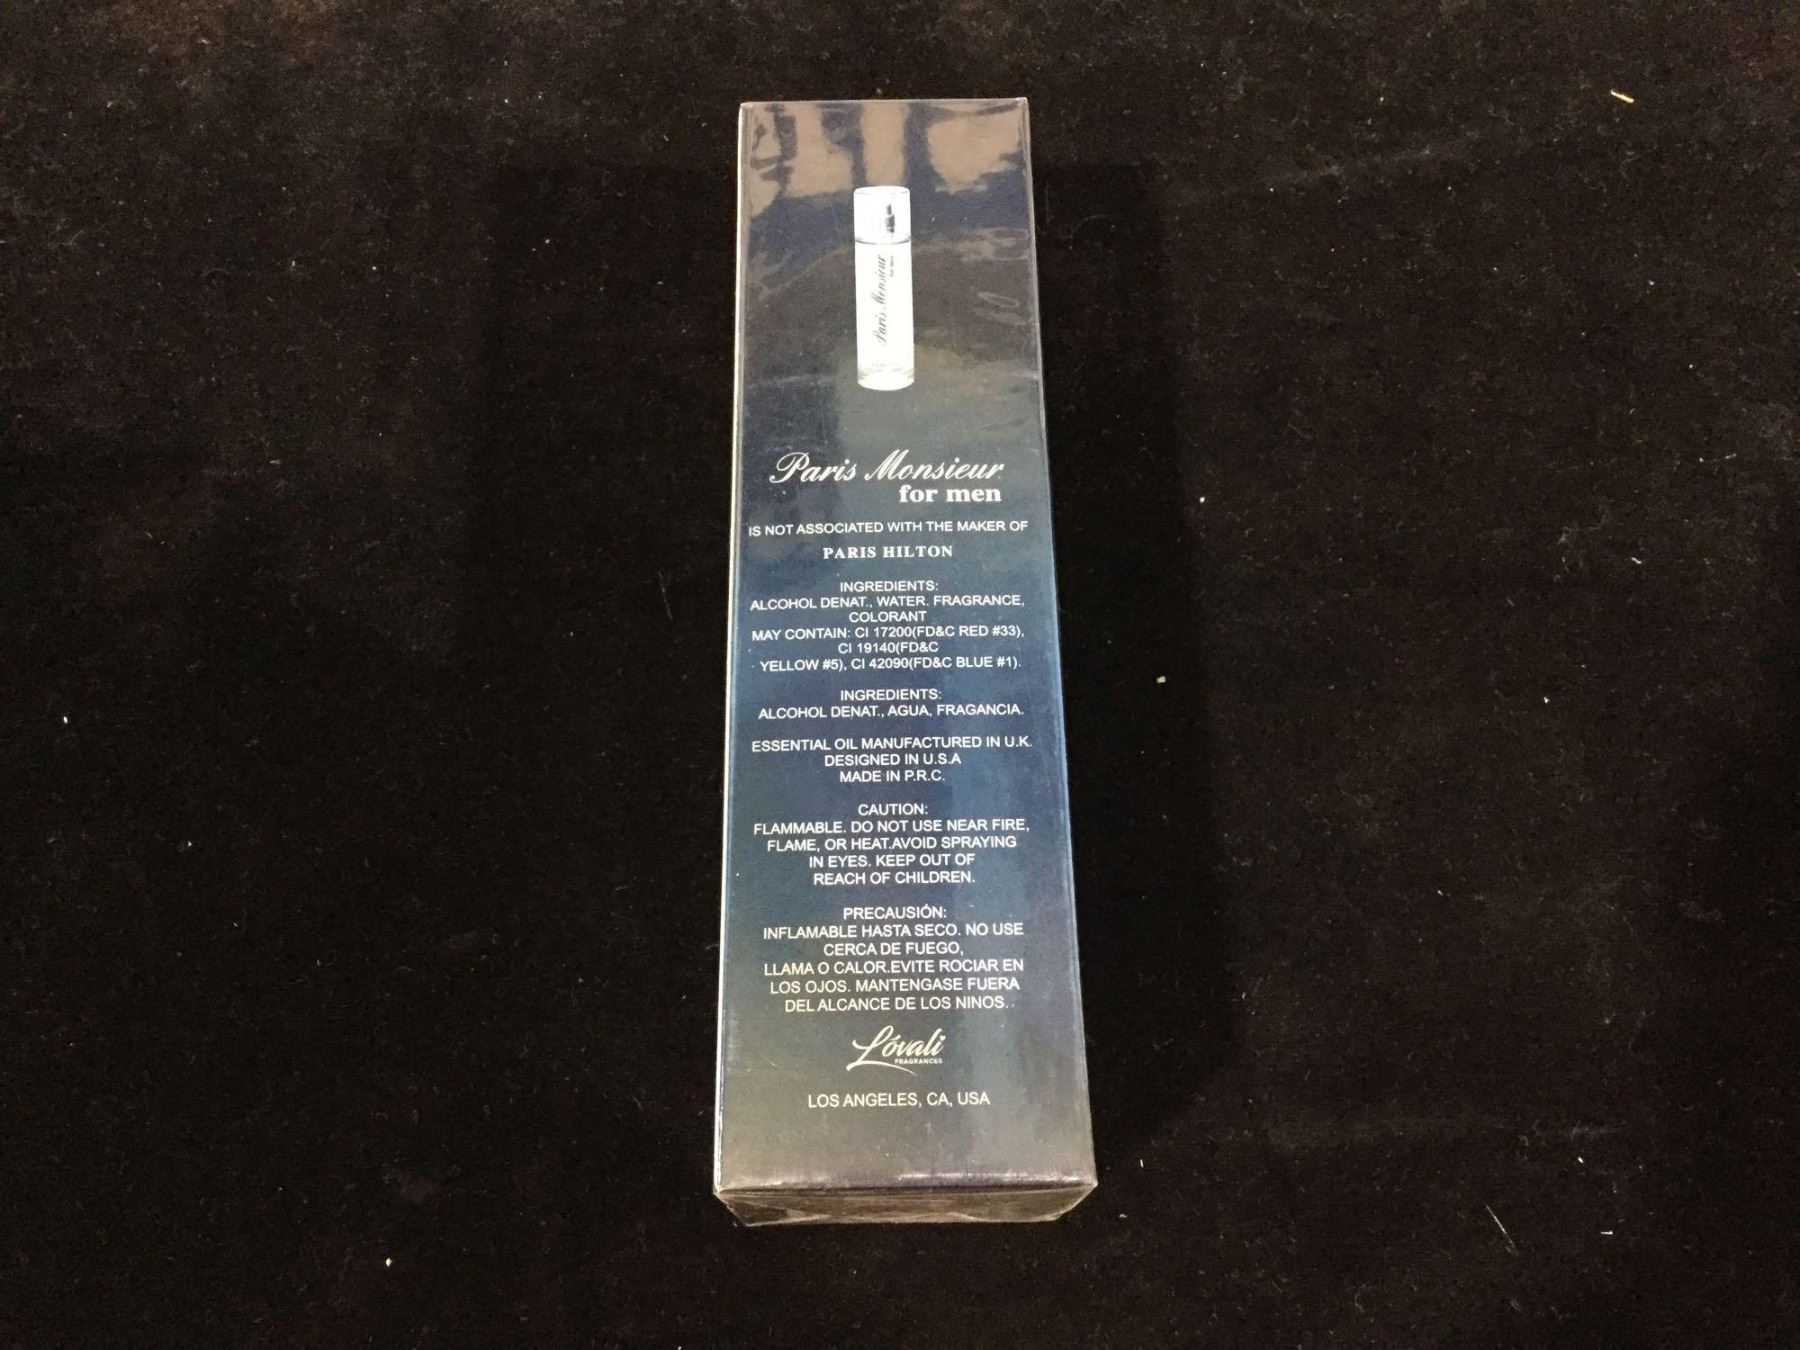 Paris Monsieur
for men
Paris Monsieur
for men
IS NOT ASSOCIATED WITH THE MAKER OF
PARIS HILTON
INGREDIENTS:
ALCOHOL DENAT., WATER. FRAGRANCE,
COLORANT
MAY CONTAIN: CI 17200(FD&C RED #33),
CI 19140(FD&C
YELLOW #5), CI 42090(FD&C BLUE #1).
INGREDIENTS:
ALCOHOL DENAT., AGUA, FRAGANCIA.
ESSENTIAL OIL MANUFACTURED IN U.K.
DESIGNED IN U.S.A
MADE IN P.R.C.
CAUTION:
FLAMMABLE. DO NOT USE NEAR FIRE,
FLAME, OR HEAT.AVOID SPRAYING
IN EYES. KEEP OUT OF
REACH OF CHILDREN.
PRECAUSIÓN:
INFLAMABLE HASTA SECO. NO USE
CERCA DE FUEGO,
LLAMA O CALOR.EVITE ROCIAR EN
LOS OJOS. MANTENGASE FUERA
DEL ALCANCE DE LOS NINOS.
Lóvali
FRAGRANCES
LOS ANGELES, CA, USA